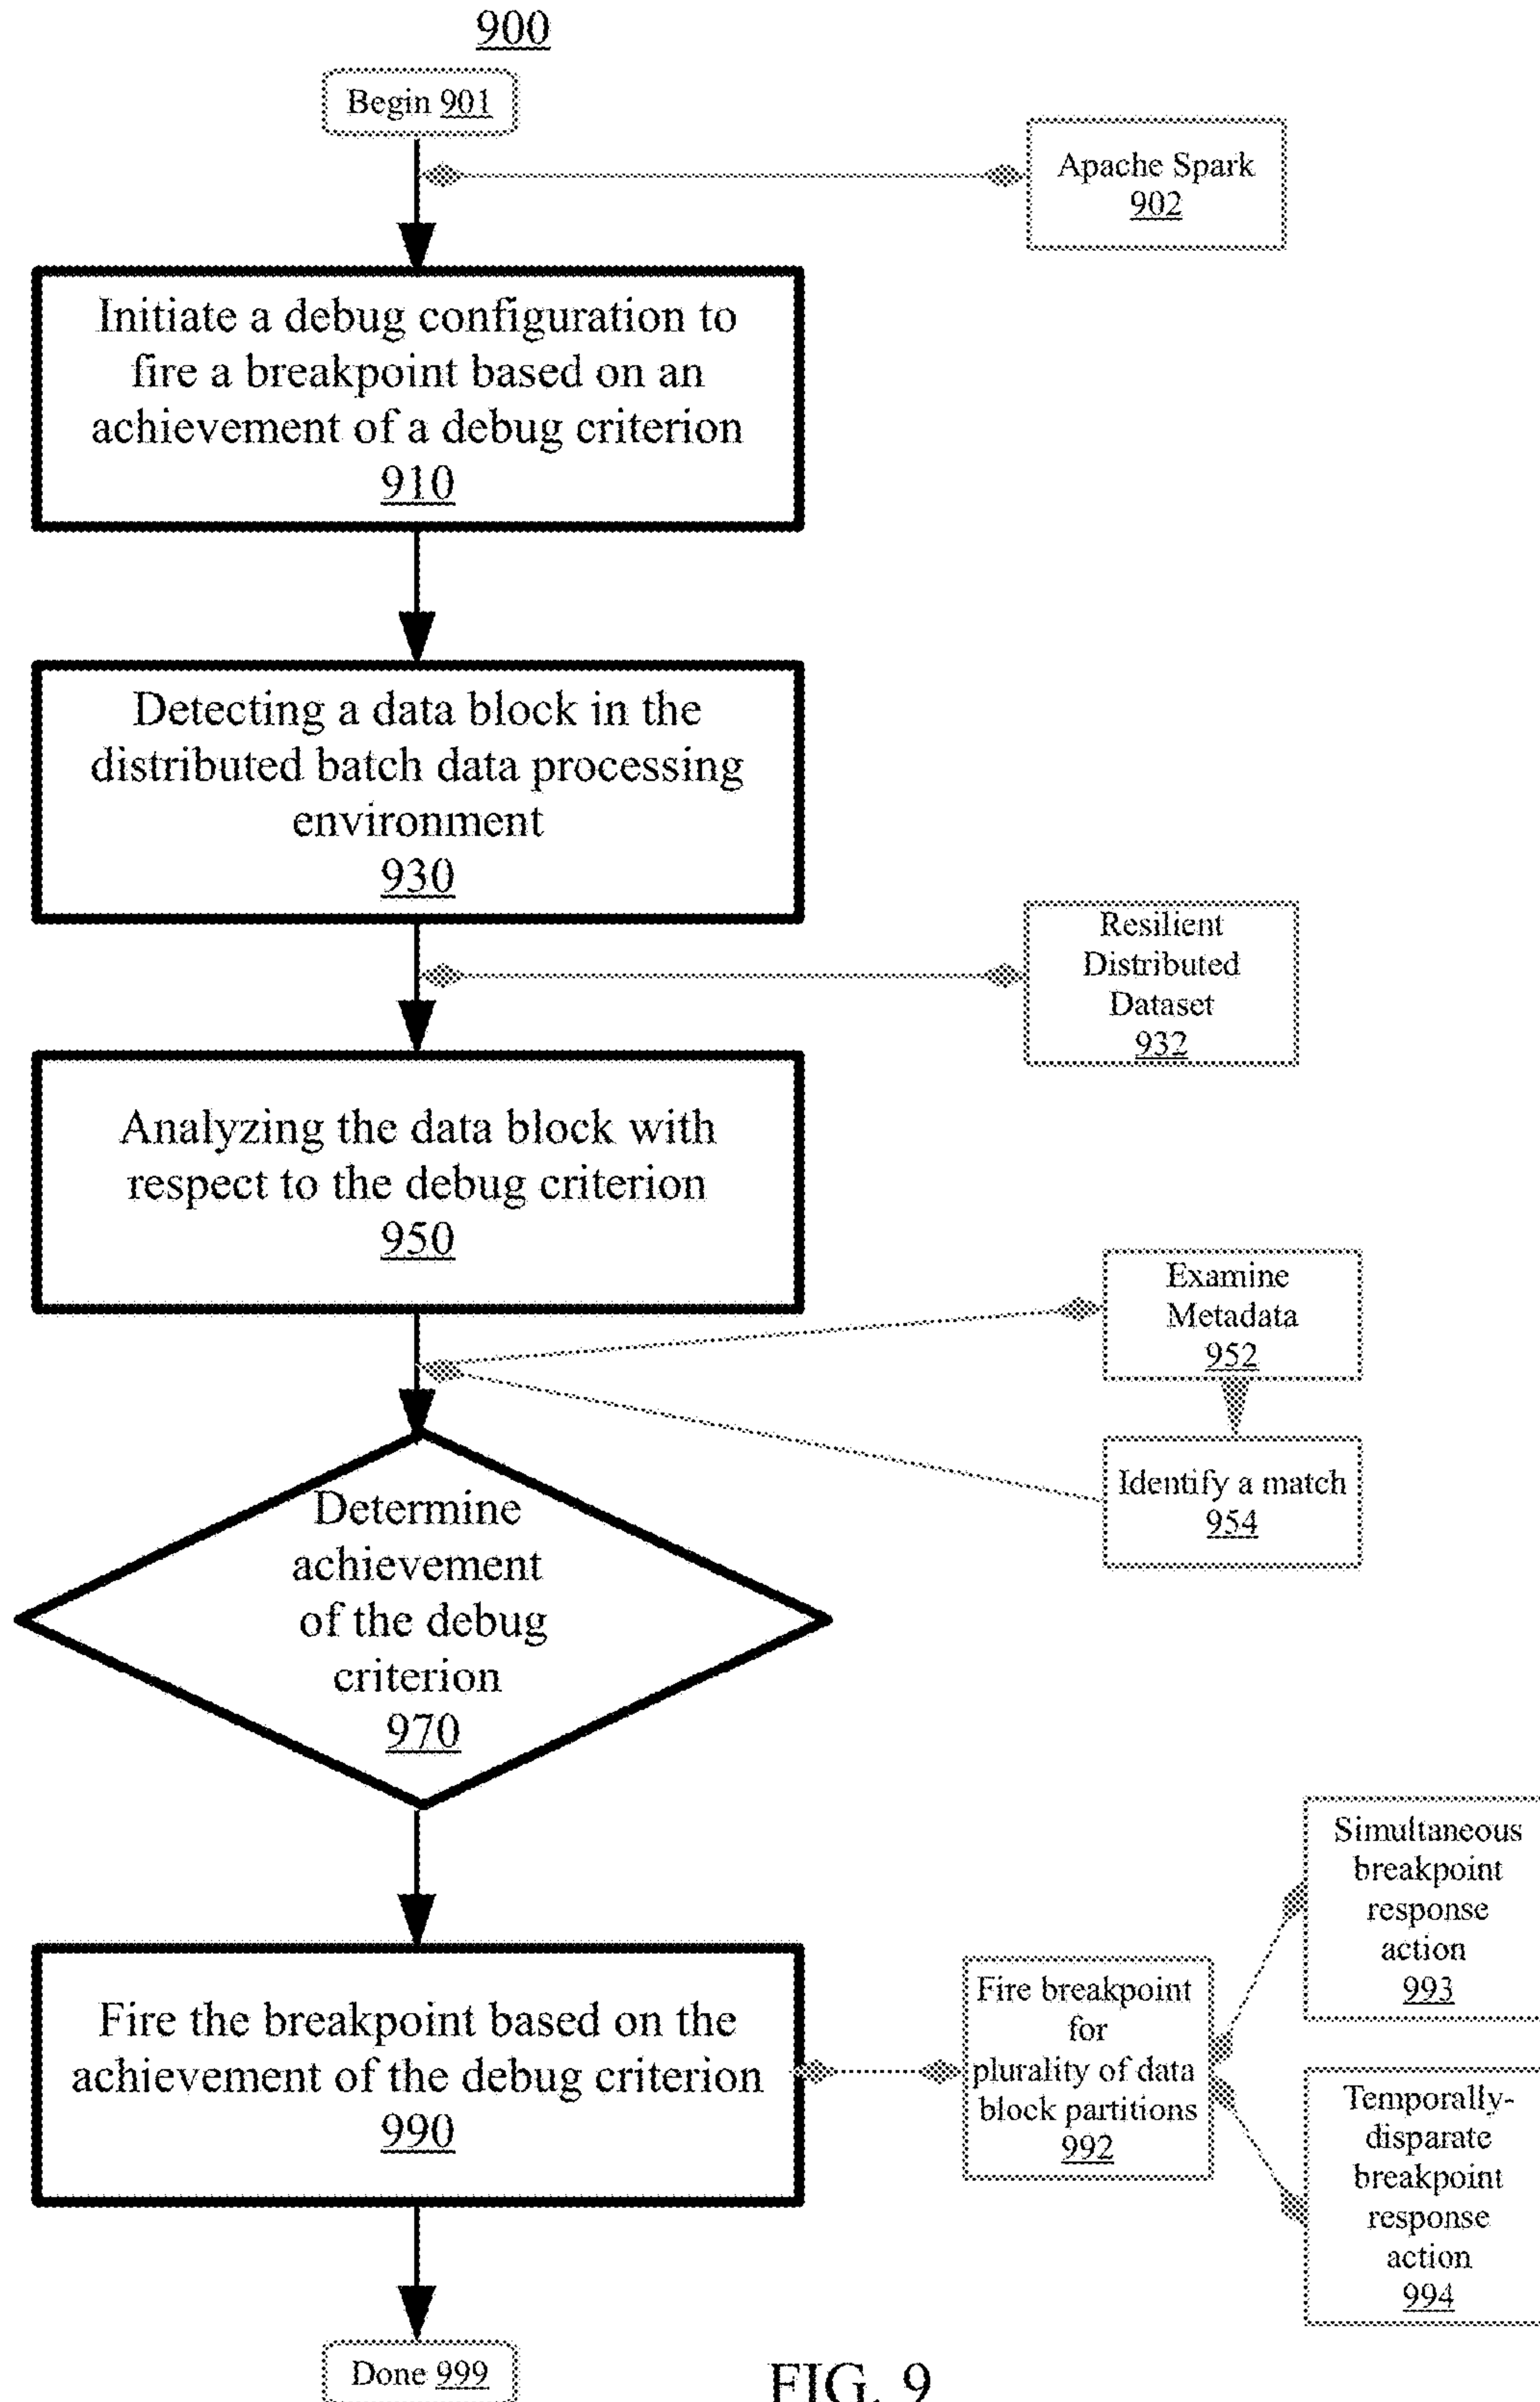 900
Begin 901
Apache Spark
902
Initiate a debug configuration to
fire a breakpoint based on an
achievement of a debug criterion
910
Detecting a data block in the
distributed batch data processing
environment
930
Resilient
Distributed
Dataset
932
Analyzing the data block with
respect to the debug criterion
950
Examine
Metadata
952
Identify a match
954
Determine
achievement
of the debug
criterion
970
Fire the breakpoint based on the
achievement of the debug criterion
990
Fire breakpoint
for
plurality of data
block partitions
992
Simultaneous
breakpoint
response
action
993
Temporally-
disparate
breakpoint
response
action
994
Done 999
FIG. 9